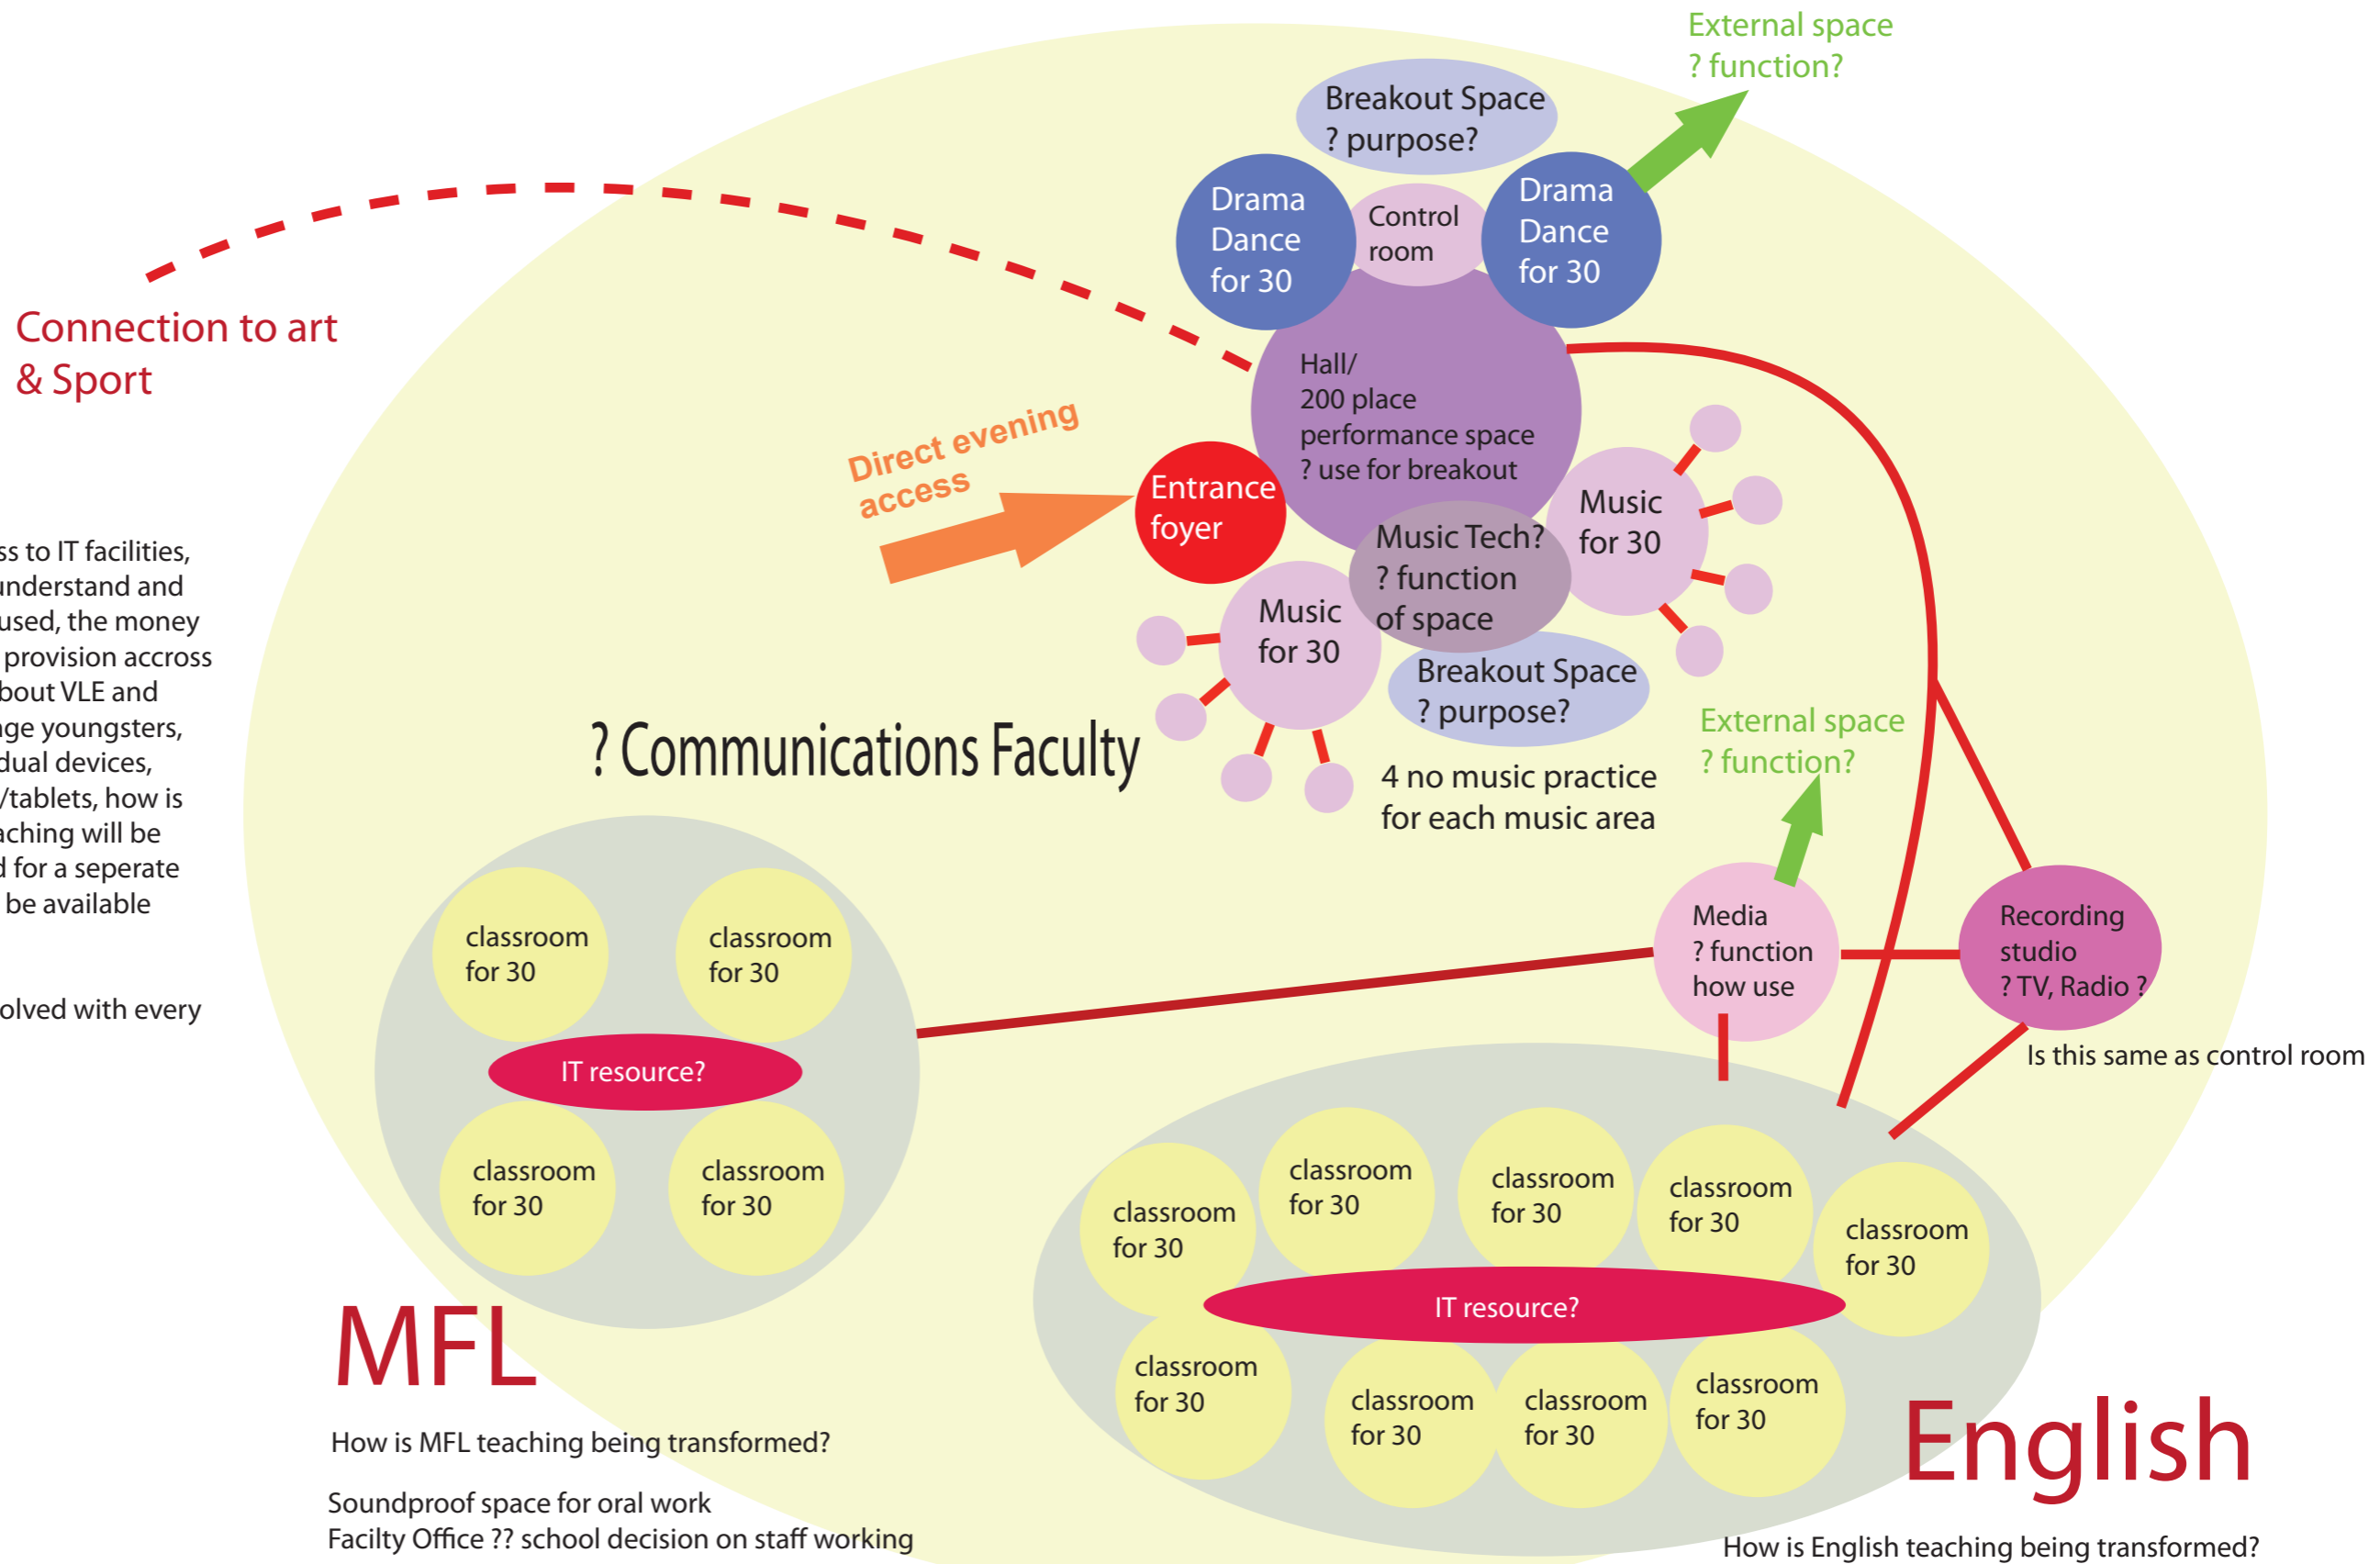 External space
? function?
Breakout Space
? purpose?
Drama
Dance
for 30
Control
room
Drama
Dance
for 30
Connection to art
& Sport
Hall/
200 place
performance space
? use for breakout
Direct evening
access
Entrance
foyer
Music
for 30
Music Tech?
? function
of space
Music
for 30
Breakout Space
? purpose?
4 no music practice
for each music area
? Communications Faculty
External space
? function?
ss to IT facilities,
understand and
used, the money
provision accross
bout VLE and
ge youngsters,
dual devices,
/tablets, how is
aching will be
d for a seperate
be available
olved with every
Media
? function
how use
Recording
studio
? TV, Radio ?
Is this same as control room
classroom
for 30
classroom
for 30
IT resource?
classroom
for 30
classroom
for 30
MFL
How is MFL teaching being transformed?
Soundproof space for oral work
Facilty Office ?? school decision on staff working
classroom
for 30
classroom
for 30
classroom
for 30
classroom
for 30
classroom
for 30
IT resource?
classroom
for 30
classroom
for 30
classroom
for 30
classroom
for 30
English
How is English teaching being transformed?